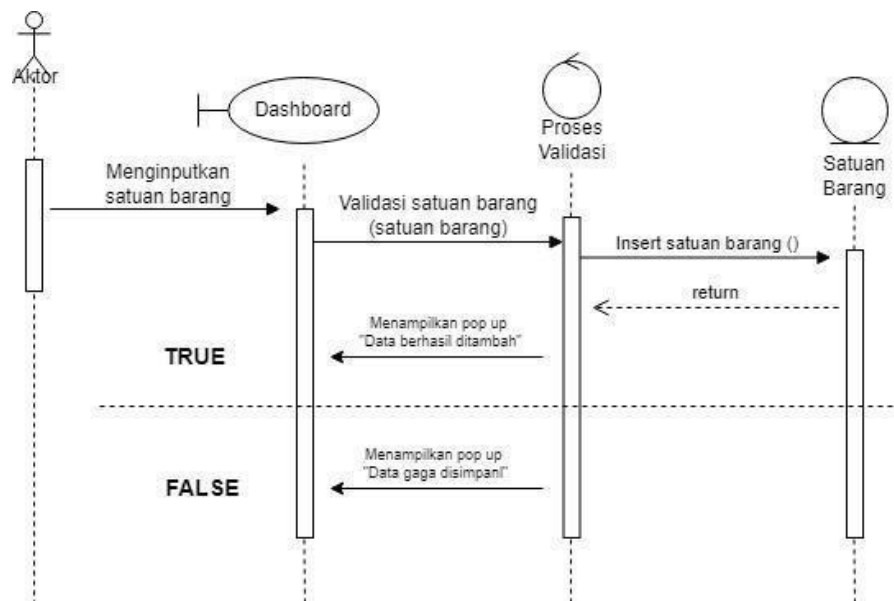 Aktor
Dashboard
Proses
Validasi
Satuan
Barang
Menginputkan
satuan barang
Validasi satuan barang
(satuan barang)
Insert satuan barang ()
return
Menampilkan pop up
"Data berhasil ditambah"
TRUE
Menampilkan pop up
"Data gaga disimpanl"
FALSE